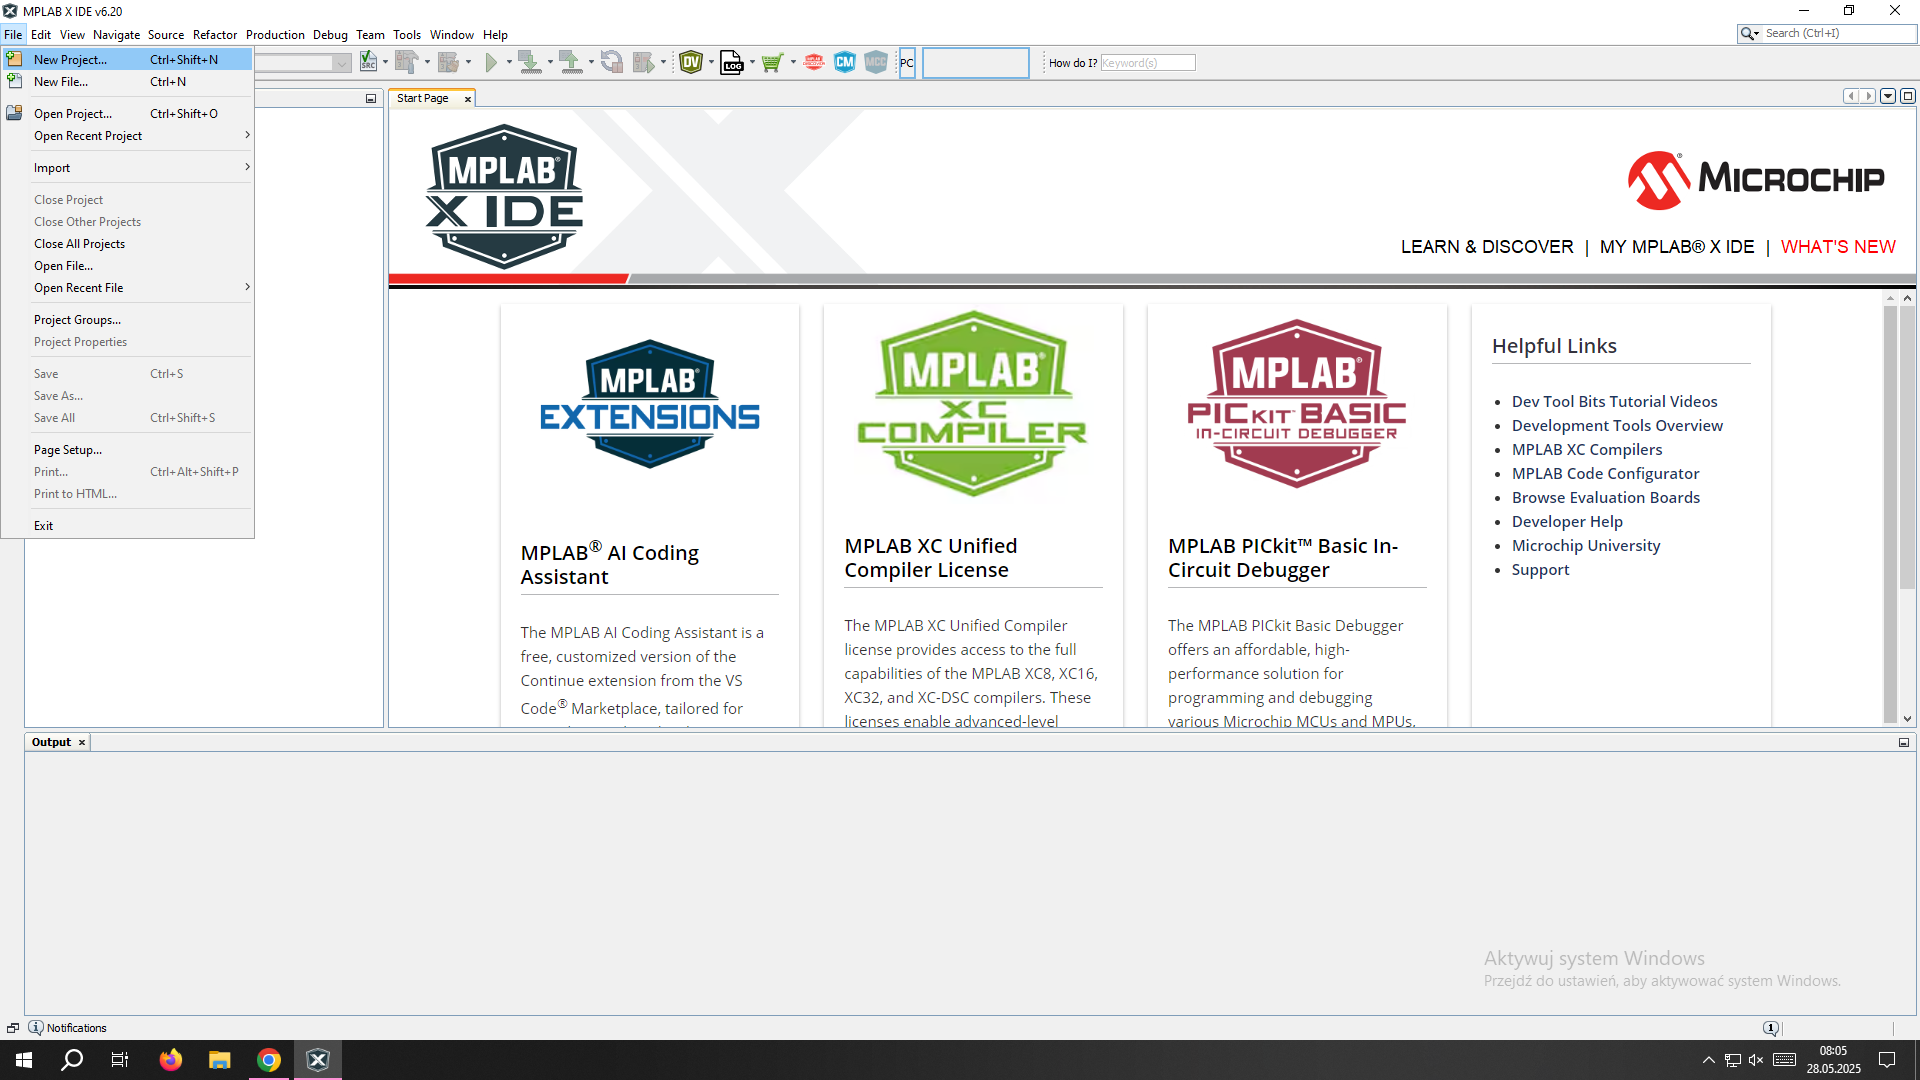 MPLAB X IDE v6.20
File Edit View Navigate Source Refactor Production Debug Team Tools Window Help
Search (Ctrl+I)
New Project... Ctrl+Shift+N
New File... Ctrl+N
Open Project... Ctrl+Shift+O
Open Recent Project
Import
Close Project
Close Other Projects
Close All Projects
Open File...
Open Recent File
Project Groups...
Project Properties
Save Ctrl+S
Save As...
Save All Ctrl+Shift+S
Page Setup...
Print... Ctrl+Alt+Shift+P
Print to HTML...
Exit
SRC
DV
LOG
CM
MCC
PC
How do I? Keyword(s)
Start Page
MPLAB®
X IDE
MICROCHIP
LEARN & DISCOVER | MY MPLAB® X IDE | WHAT'S NEW
MPLAB®
EXTENSIONS
MPLAB® AI Coding
Assistant
The MPLAB AI Coding Assistant is a
free, customized version of the
Continue extension from the VS
Code® Marketplace, tailored for
MPLAB®
XC
COMPILER
MPLAB XC Unified
Compiler License
The MPLAB XC Unified Compiler
license provides access to the full
capabilities of the MPLAB XC8, XC16,
XC32, and XC-DSC compilers. These
licenses enable advanced-level
MPLAB®
PICkit™ BASIC
IN-CIRCUIT DEBUGGER
MPLAB PICkit™ Basic In-
Circuit Debugger
The MPLAB PICkit Basic Debugger
offers an affordable, high-
performance solution for
programming and debugging
various Microchip MCUs and MPUs.
Helpful Links
Dev Tool Bits Tutorial Videos
Development Tools Overview
MPLAB XC Compilers
MPLAB Code Configurator
Browse Evaluation Boards
Developer Help
Microchip University
Support
Output
Aktywuj system Windows
Przejdź do ustawień, aby aktywować system Windows.
Notifications
1
08:05
28.05.2025